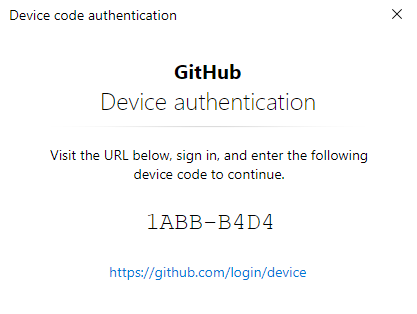 Device code authentication
GitHub
Device authentication
Visit the URL below, sign in, and enter the following
device code to continue.
1ABB-B4D4
https://github.com/login/device